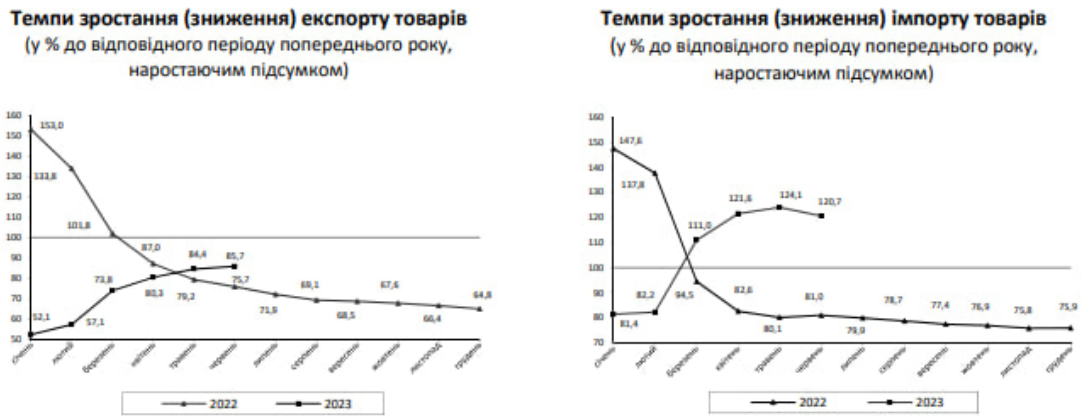 Темпи зростання (зниження) експорту товарів
(у % до відповідного періоду попереднього року,
наростаючим підсумком)
160
150
140
130
120
110
100
90
80
70
60
50
153,0
133,8
101,8
87,0
84,4
85,7
73,8
80,3
79,2
75,7
71,9
69,1
68,5
67,6
66,4
64,8
52,1
57,1
січень
лютий
березень
квітень
травень
червень
липень
серпень
вересень
жовтень
листопад
грудень
2022
2023
Темпи зростання (зниження) імпорту товарів
(у % до відповідного періоду попереднього року,
наростаючим підсумком)
160
150
140
130
120
110
100
90
80
70
147,6
137,8
111,0
121,6
124,1
120,7
82,2
94,5
82,6
81,4
80,1
81,0
79,9
78,7
77,4
76,9
75,8
75,9
січень
лютий
березень
квітень
травень
червень
липень
серпень
вересень
жовтень
листопад
грудень
2022
2023